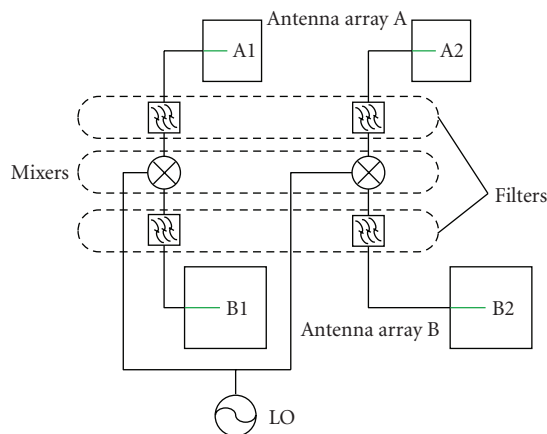 Antenna array A
A1
A2
Mixers
Filters
B1
B2
Antenna array B
LO